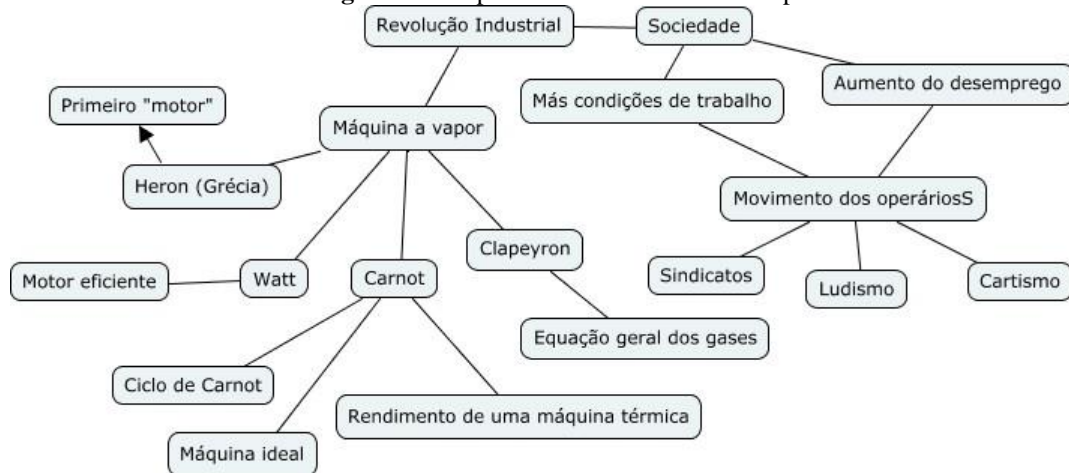 Revolução Industrial
Sociedade
Primeiro "motor"
Máquina a vapor
Más condições de trabalho
Aumento do desemprego
Heron (Grécia)
Movimento dos operáriosS
Motor eficiente
Watt
Carnot
Clapeyron
Sindicatos
Ludismo
Cartismo
Equação geral dos gases
Ciclo de Carnot
Rendimento de uma máquina térmica
Máquina ideal